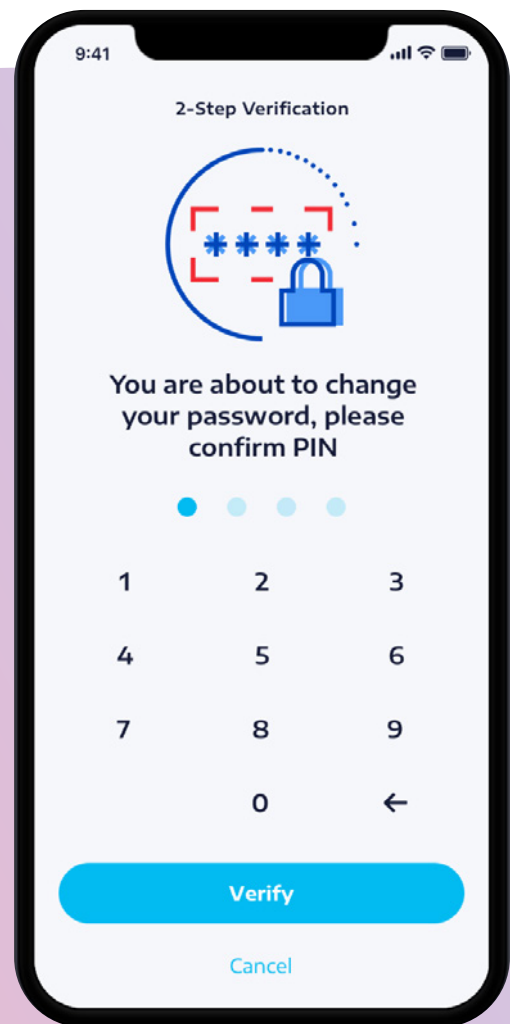 9:41
2-Step Verification
****
You are about to change
your password, please
confirm PIN
1 2 3
4 5 6
7 8 9
0 ←
Verify
Cancel